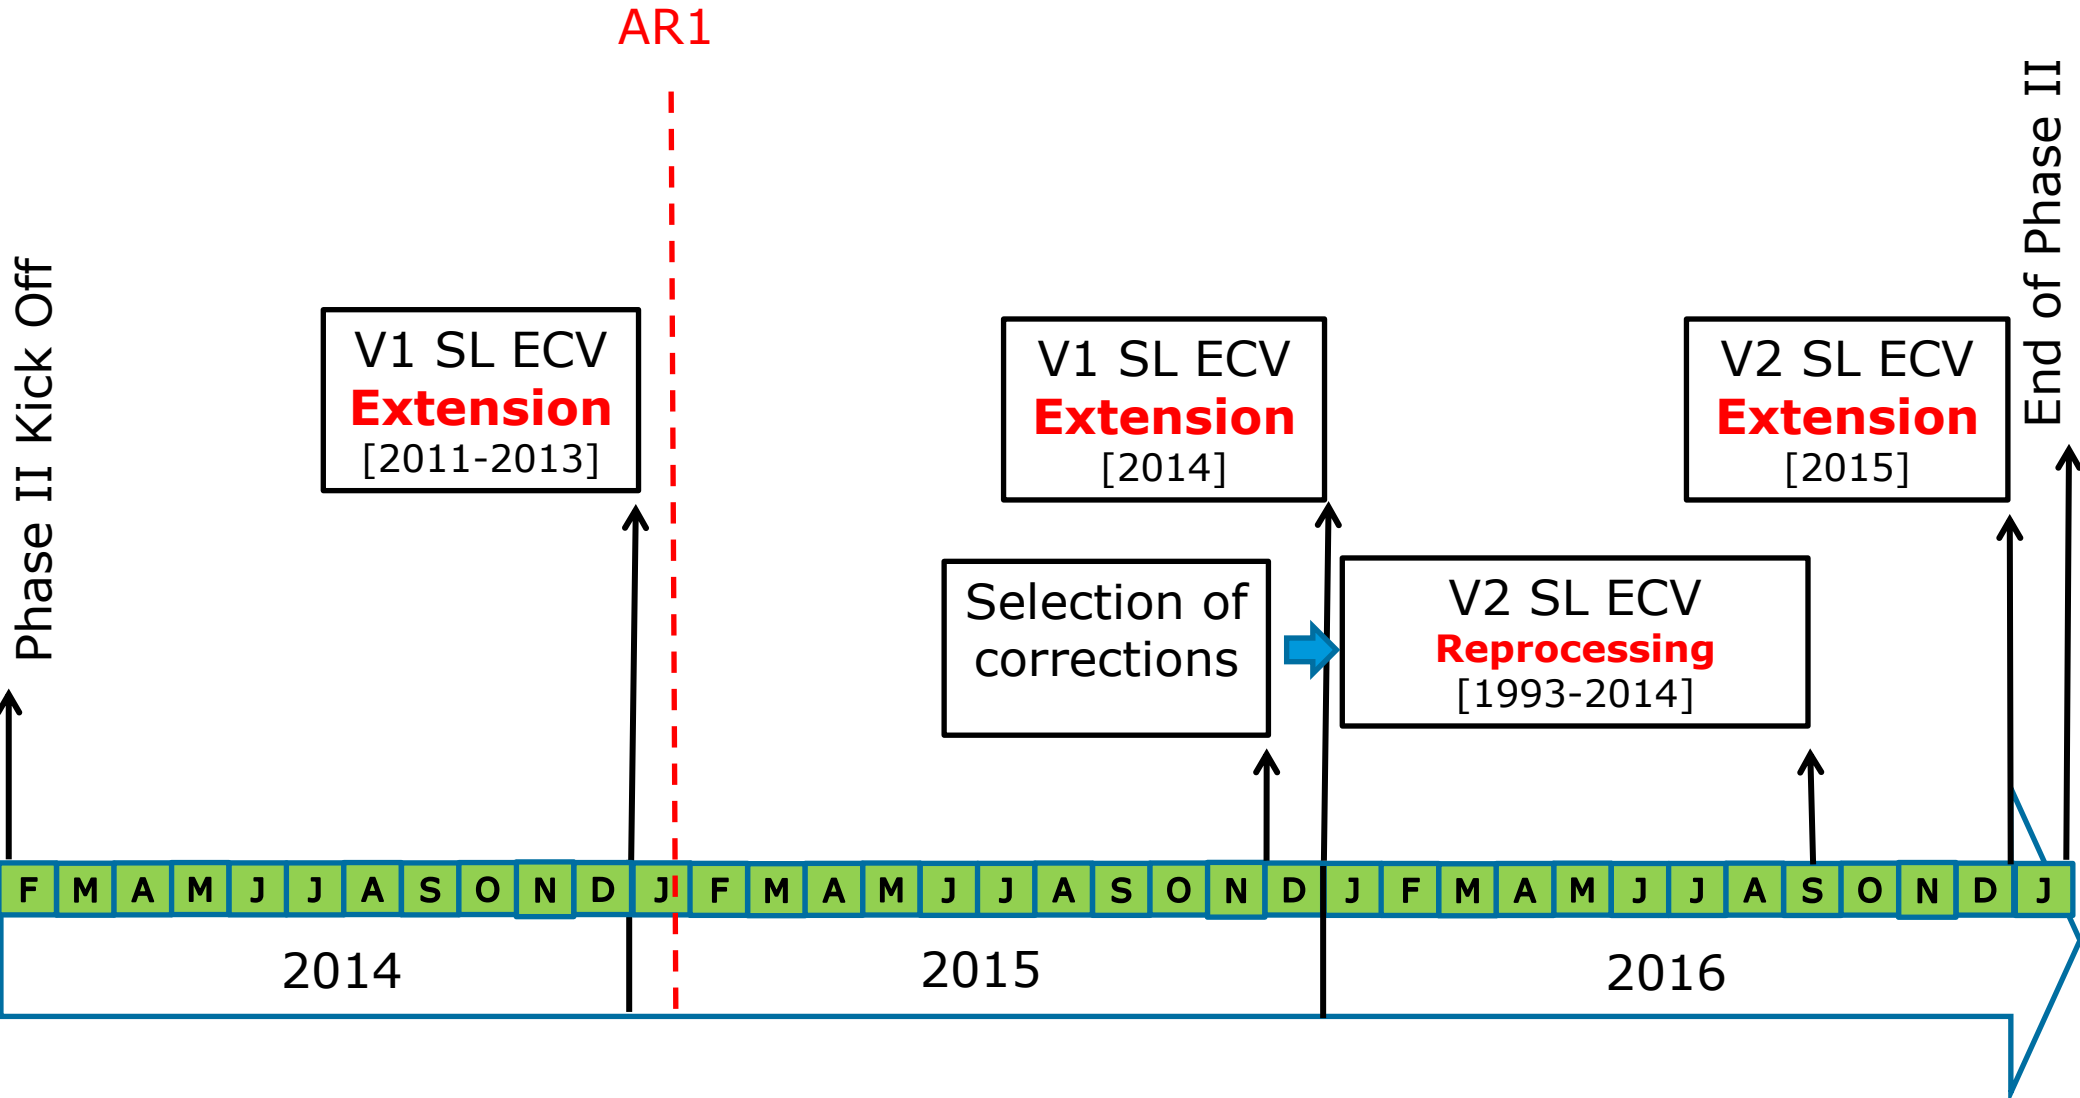 AR1
Phase II Kick Off
V1 SL ECV
Extension
[2011-2013]
V1 SL ECV
Extension
[2014]
V2 SL ECV
Extension
[2015]
End of Phase II
Selection of
corrections
V2 SL ECV
Reprocessing
[1993-2014]
F M A M J J A S O N D J F M A M J J A S O N D J F M A M J J A S O N D J
2014 2015 2016